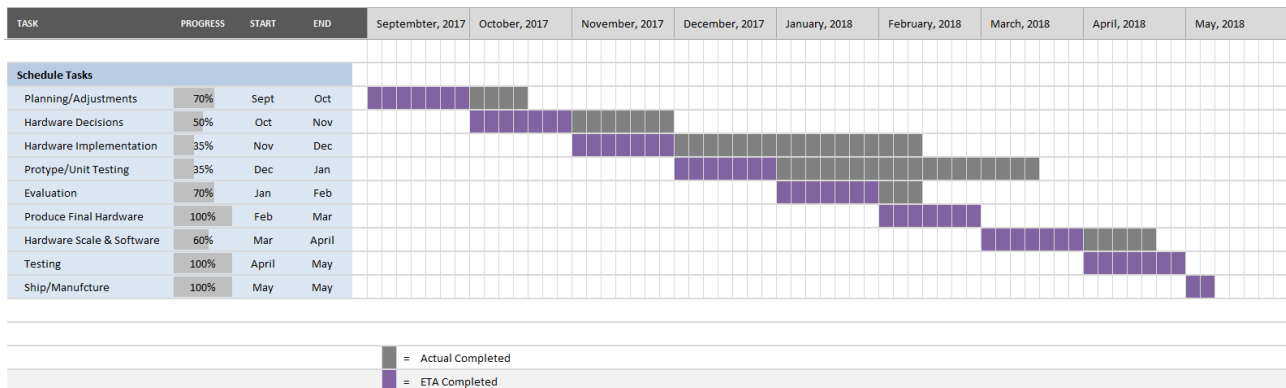 TASK PROGRESS START END Septembter, 2017 October, 2017 November, 2017 December, 2017 January, 2018 February, 2018 March, 2018 April, 2018 May, 2018
Schedule Tasks
Planning/Adjustments 70% Sept Oct
Hardware Decisions 50% Oct Nov
Hardware Implementation 35% Nov Dec
Protype/Unit Testing 35% Dec Jan
Evaluation 70% Jan Feb
Produce Final Hardware 100% Feb Mar
Hardware Scale & Software 60% Mar April
Testing 100% April May
Ship/Manufcture 100% May May
= Actual Completed
= ETA Completed